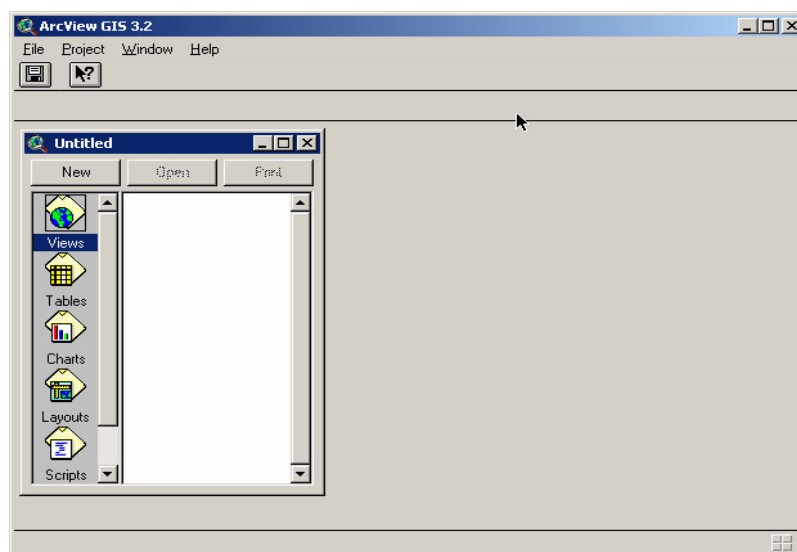 ArcView GIS 3.2
File Project Window Help
Untitled
New Open Print
Views
Tables
Charts
Layouts
Scripts